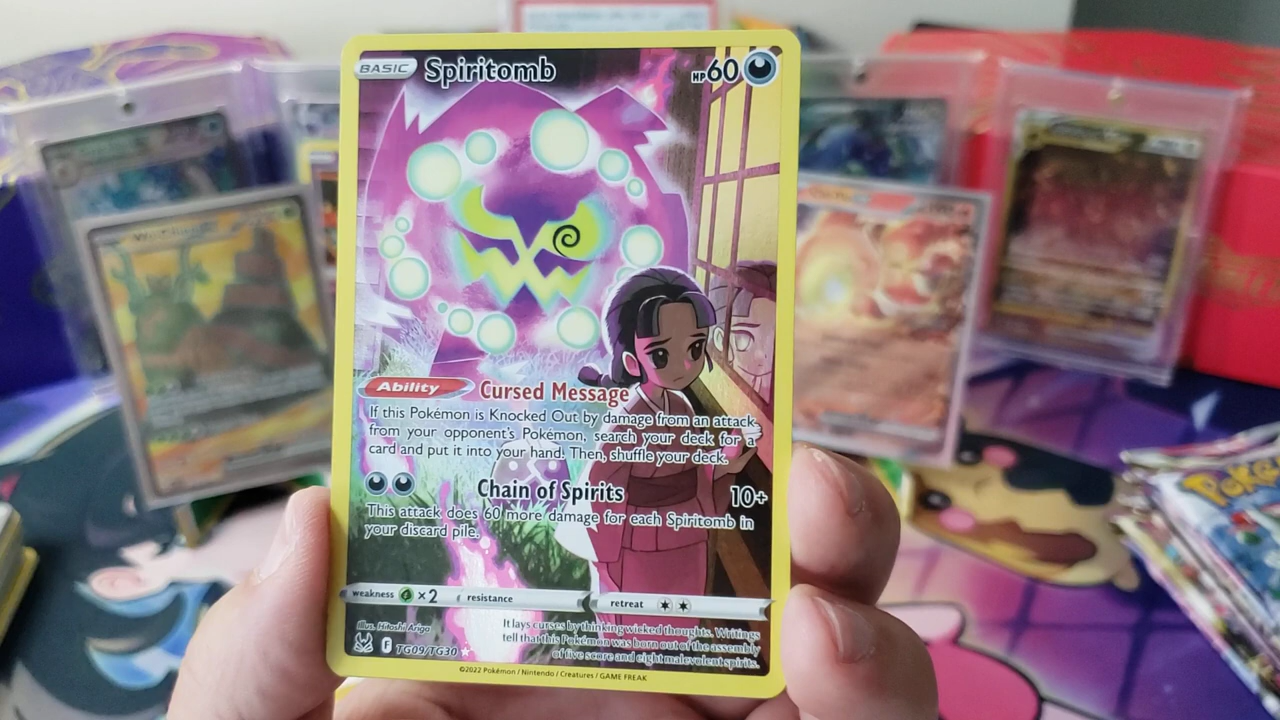 BASIC Spiritomb HP 60
Ability Cursed Message
If this Pokémon is Knocked Out by damage from an attack
from your opponent's Pokémon, search your deck for a
card and put it into your hand. Then, shuffle your deck.
Chain of Spirits 10+
This attack does 60 more damage for each Spiritomb in
your discard pile.
weakness ×2 resistance retreat
Illus. Hitoshi Ariga
F TG09/TG30
It lays curses by thinking wicked thoughts. Writings
tell that this Pokémon was born out of the assembly
of five score and eight malevolent spirits.
©2022 Pokémon / Nintendo / Creatures / GAME FREAK